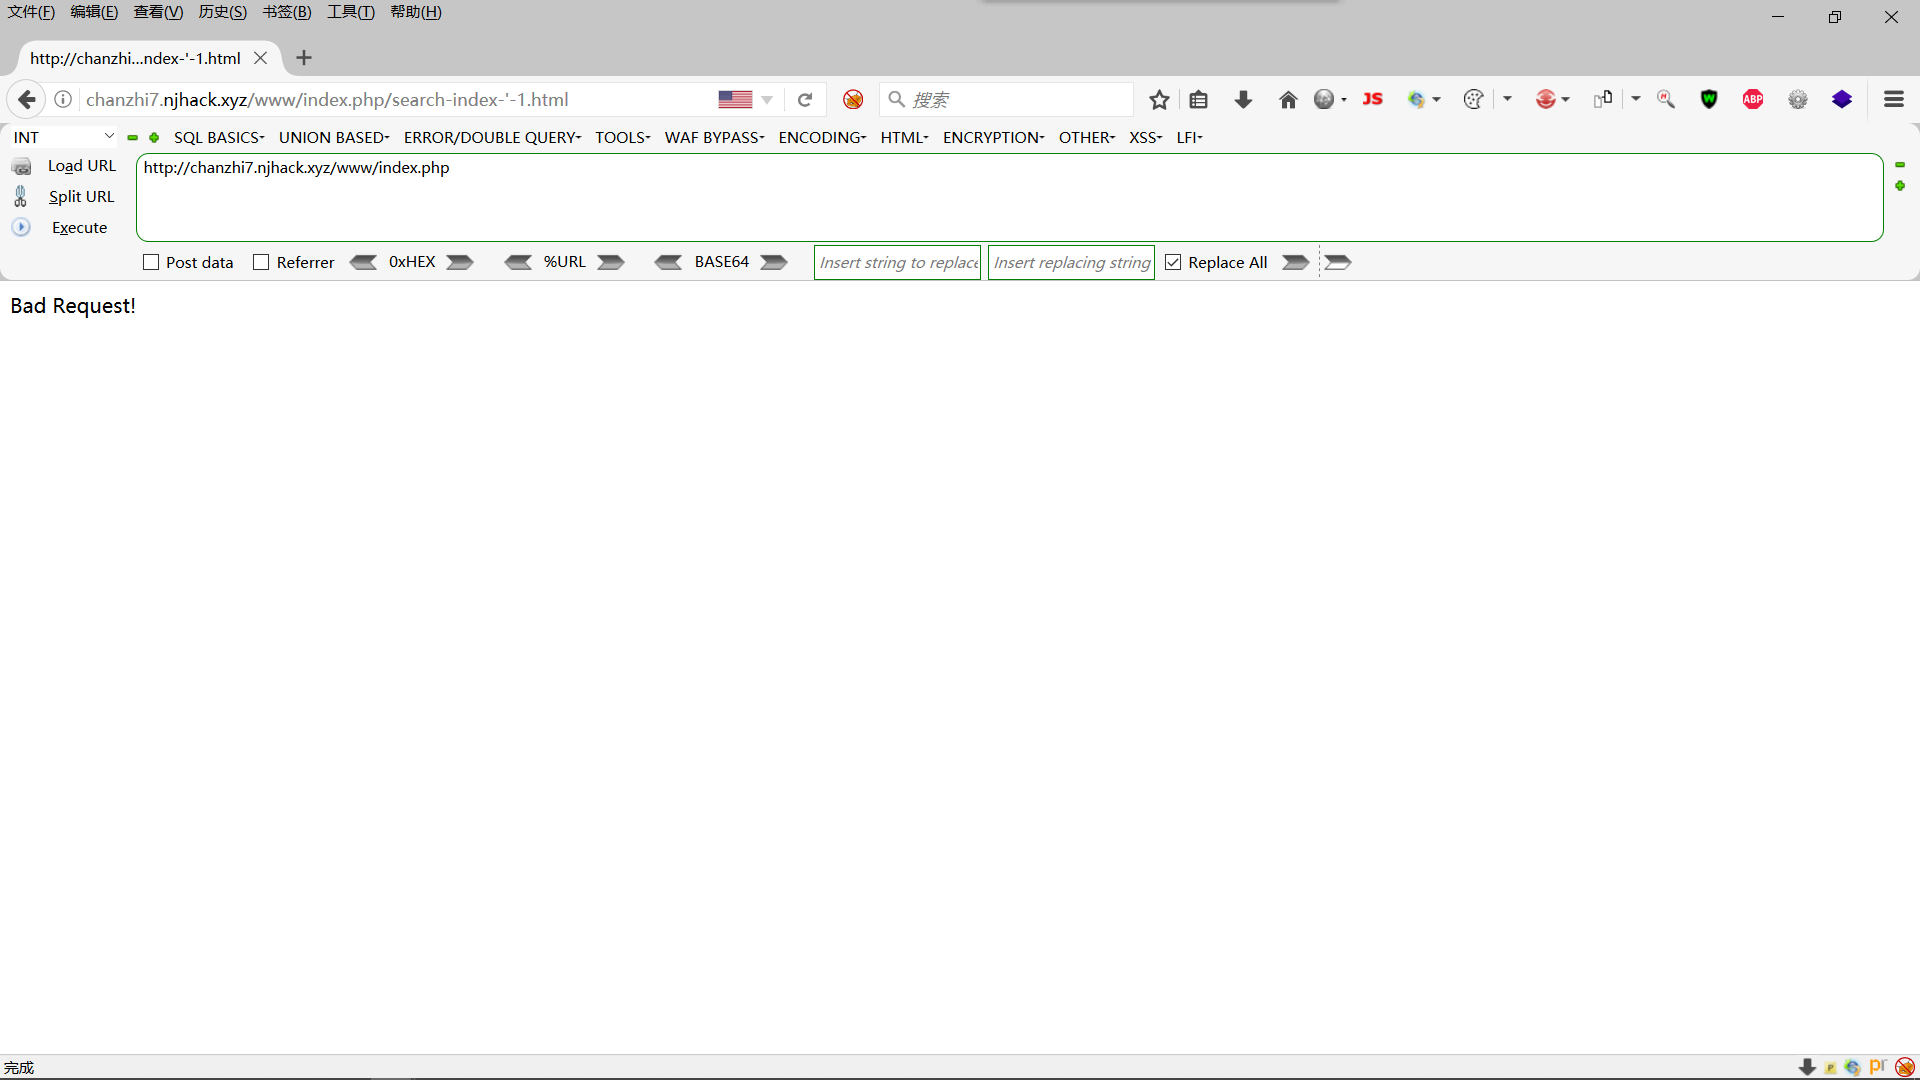 文件(F) 编辑(E) 查看(V) 历史(S) 书签(B) 工具(T) 帮助(H)
http://chanzhi...ndex-'-1.html
chanzhi7.njhack.xyz/www/index.php/search-index-'-1.html
搜索
JS
ABP
INT
SQL BASICS
UNION BASED
ERROR/DOUBLE QUERY
TOOLS
WAF BYPASS
ENCODING
HTML
ENCRYPTION
OTHER
XSS
LFI
Load URL
http://chanzhi7.njhack.xyz/www/index.php
Split URL
Execute
Post data
Referrer
0xHEX
%URL
BASE64
Insert string to replace
Insert replacing string
Replace All
Bad Request!
完成
pr